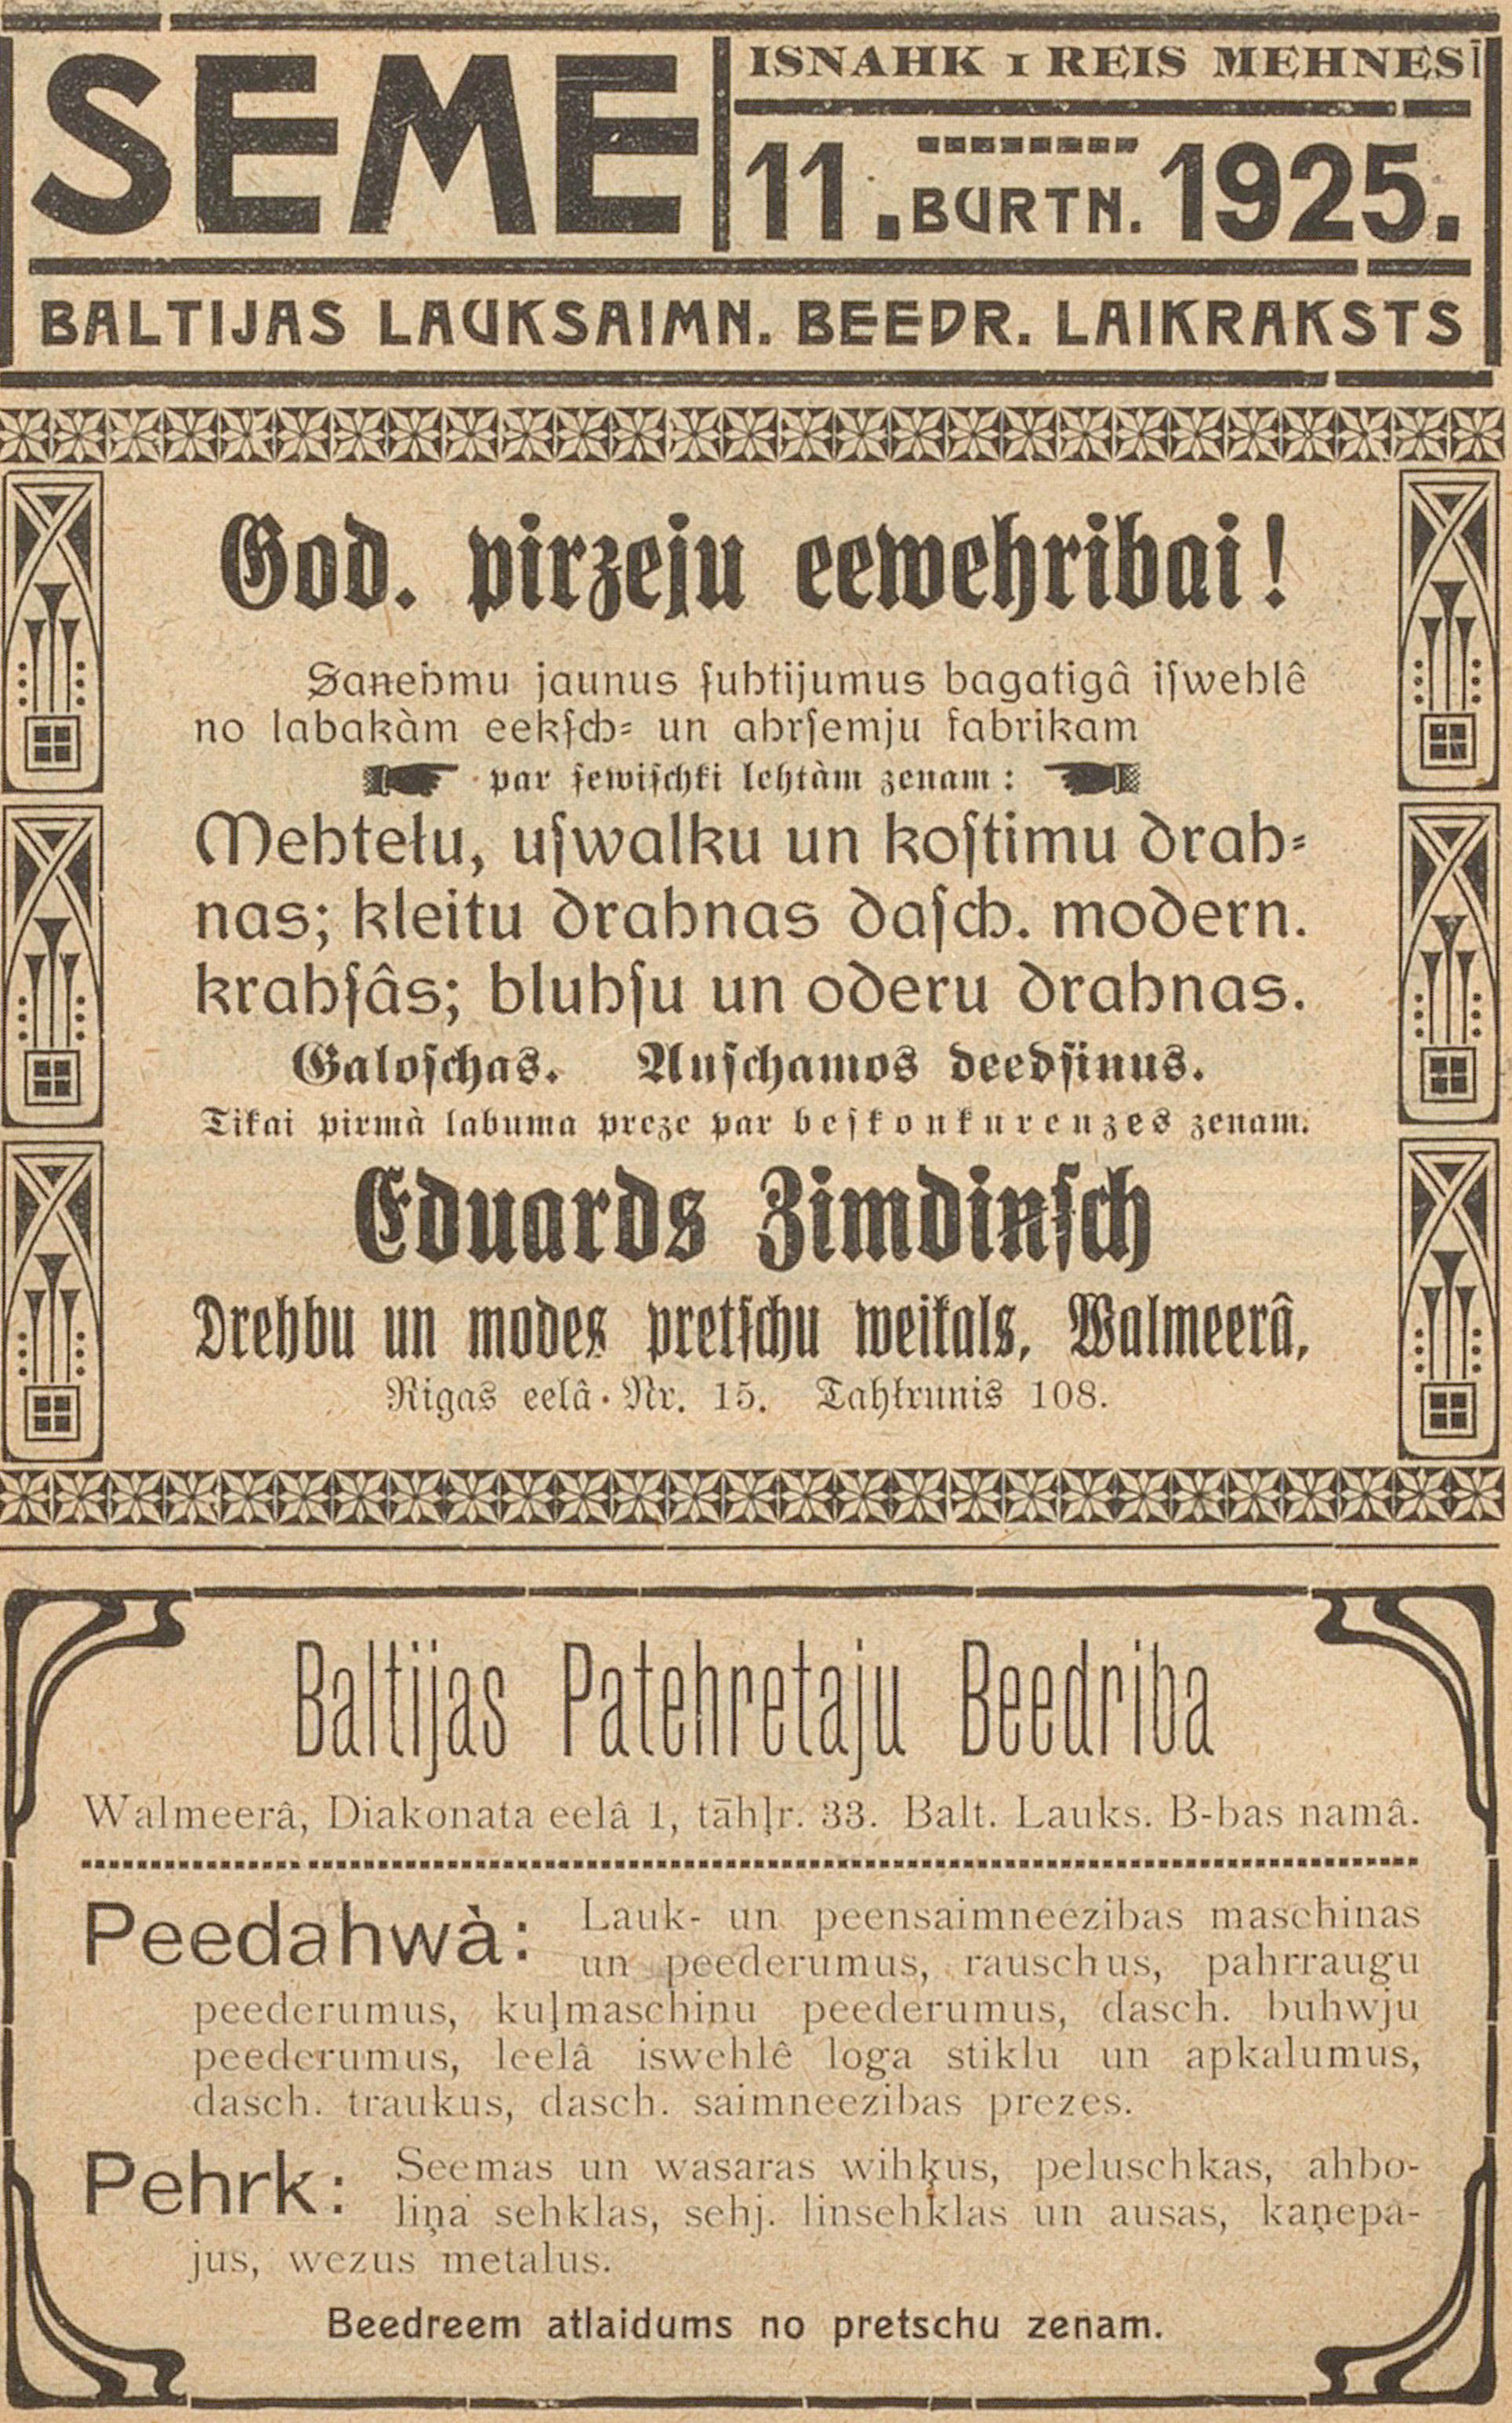 SEME
ISNAHK 1 REIS MEHNESĪ
11. BURTN. 1925.
BALTIJAS LAUKSAIMN. BEEDR. LAIKRAKSTS
God. pirzeju eewehribai!
Saņehmu jaunus ſuhtijumus bagatigâ iſwehlê
no labakàm eekſch⸗ un ahrſemju fabrikam
par ſewiſchki lehtàm zenam:
Mehtełu, uſwalku un koſtimu drah⸗
nas; kleitu drahnas daſch. modern.
krahſâs; bluhſu un oderu drahnas.
Galoſchas. Auſchamos deedſiņus.
Tikai pirmà labuma preze par beſkonkurenzes zenam.
Eduards Zimdiņſch
Drehbu un modes pretſchu weikals, Walmeerâ,
Rigas eelâ Nr. 15. Tahłrunis 108.
Baltijas Patehretaju Beedriba
Walmeerâ, Diakonata eelâ 1, tāhļr. 33. Balt. Lauks. B-bas namâ.
Peedahwà: Lauk- un peensaimneezibas maschinas
un peederumus, rauschus, pahrraugu
peederumus, kuļmaschinu peederumus, dasch. buhwju
peederumus, leelâ iswehlê loga stiklu un apkalumus,
dasch. traukus, dasch. saimneezibas prezes.
Pehrk: Seemas un wasaras wihķus, peluschkas, ahbo-
liņa sehklas, sehj. linsehklas un ausas, kaņepa-
jus, wezus metalus.
Beedreem atlaidums no pretschu zenam.